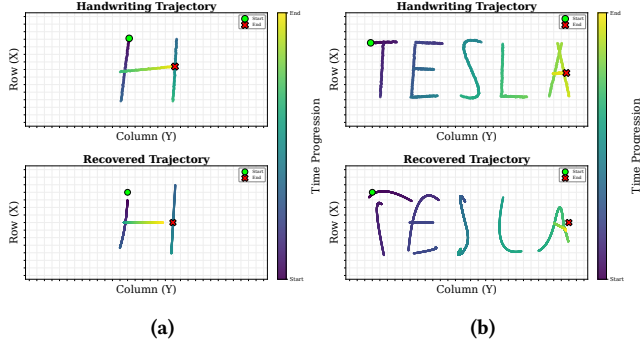 Handwriting Trajectory
Start
End
H
Row (X)
Column (Y)
Recovered Trajectory
Start
End
H
Row (X)
Column (Y)
End
Time Progression
Start
(a)
Handwriting Trajectory
Start
End
TESLA
Row (X)
Column (Y)
Recovered Trajectory
Start
End
TESLA
Row (X)
Column (Y)
End
Time Progression
Start
(b)